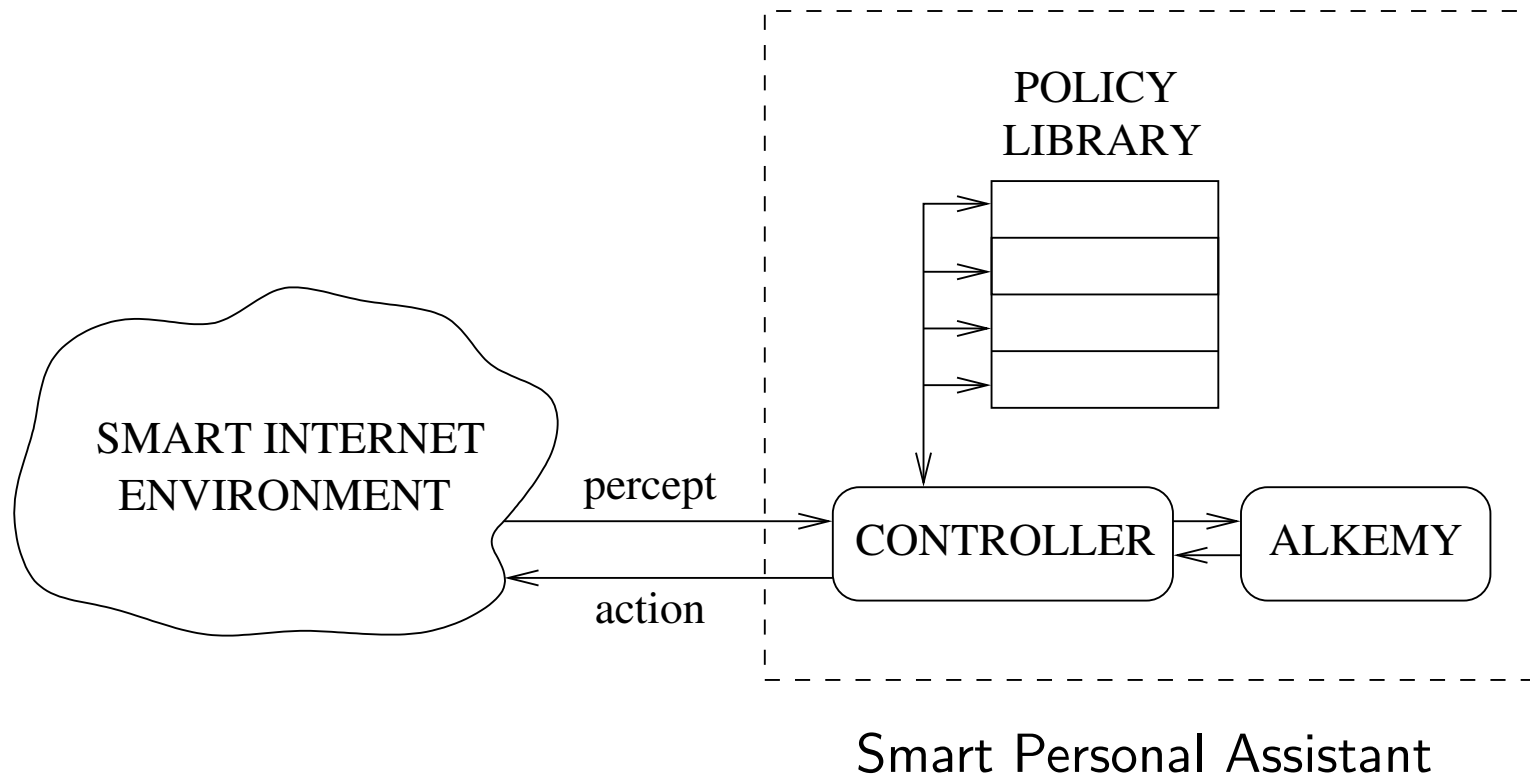 POLICY
LIBRARY
SMART INTERNET
ENVIRONMENT
percept
action
CONTROLLER
ALKEMY
Smart Personal Assistant